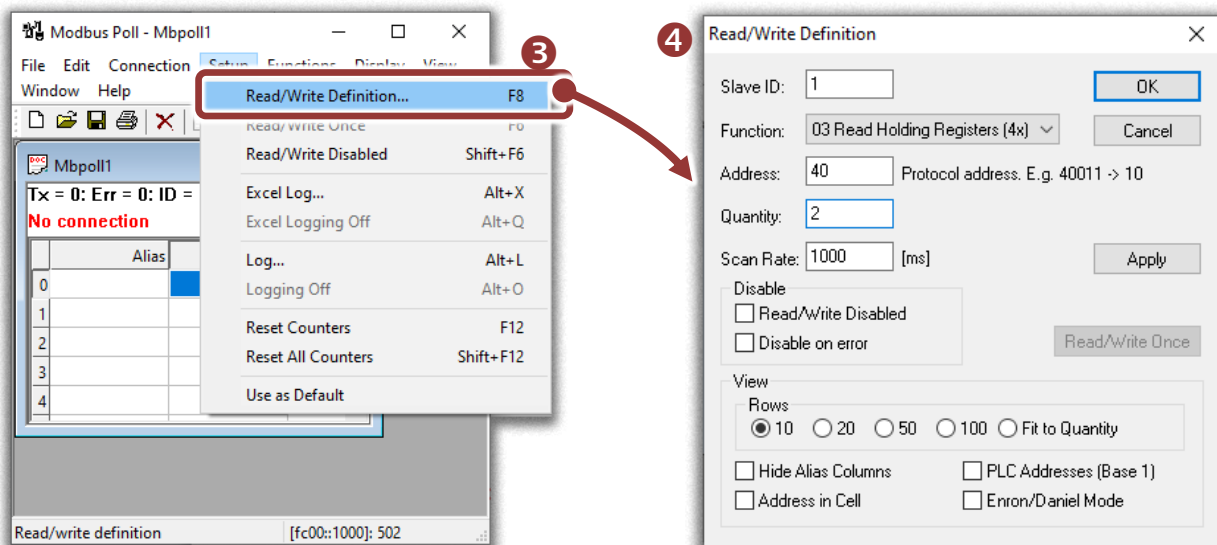 Modbus Poll - Mbpoll1
File Edit Connection Setup Functions Display View
Window Help
3
Read/Write Definition... F8
Read/Write Once F6
Read/Write Disabled Shift+F6
Excel Log... Alt+X
Excel Logging Off Alt+Q
Log... Alt+L
Logging Off Alt+O
Reset Counters F12
Reset All Counters Shift+F12
Use as Default
Mbpoll1
Tx = 0: Err = 0: ID =
No connection
Alias
0
1
2
3
4
Read/write definition [fc00::1000]: 502
4
Read/Write Definition
Slave ID: 1 OK
Function: 03 Read Holding Registers (4x) Cancel
Address: 40 Protocol address. E.g. 40011 -> 10
Quantity: 2
Scan Rate: 1000 [ms] Apply
Disable
Read/Write Disabled
Disable on error Read/Write Once
View
Rows
10 20 50 100 Fit to Quantity
Hide Alias Columns PLC Addresses (Base 1)
Address in Cell Enron/Daniel Mode